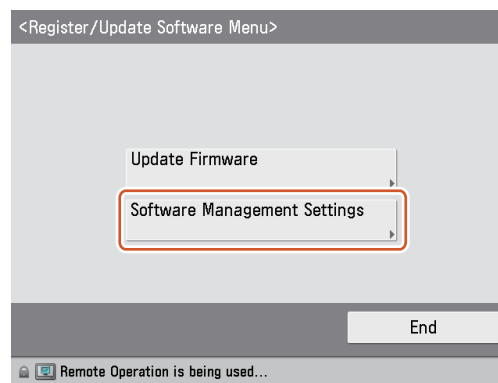 <Register/Update Software Menu>
Update Firmware
Software Management Settings
End
Remote Operation is being used...